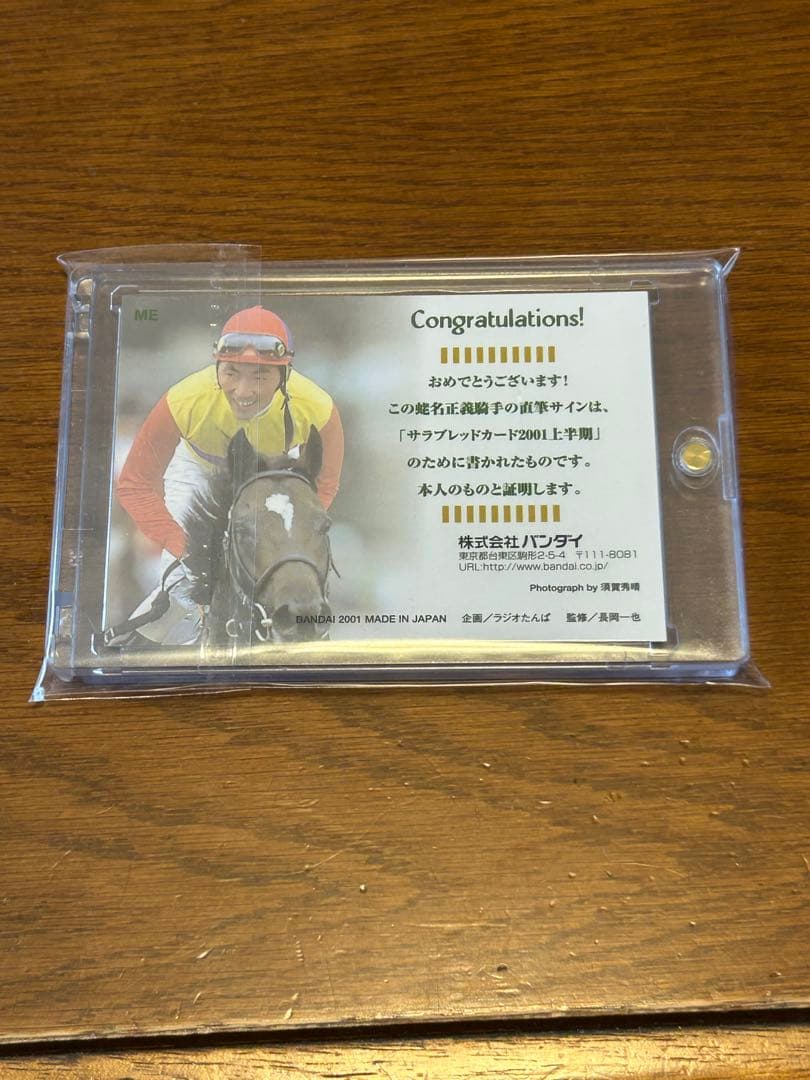 ME
Congratulations!
おめでとうございます!
この蛯名正義騎手の直筆サインは、
「サラブレッドカード2001上半期」
のために書かれたものです。
本人のものと証明します。
株式会社 バンダイ
東京都台東区駒形2-5-4 〒111-8081
URL:http://www.bandai.co.jp/
Photograph by 須賀秀晴
BANDAI 2001 MADE IN JAPAN 企画/ラジオたんぱ 監修/長岡一也